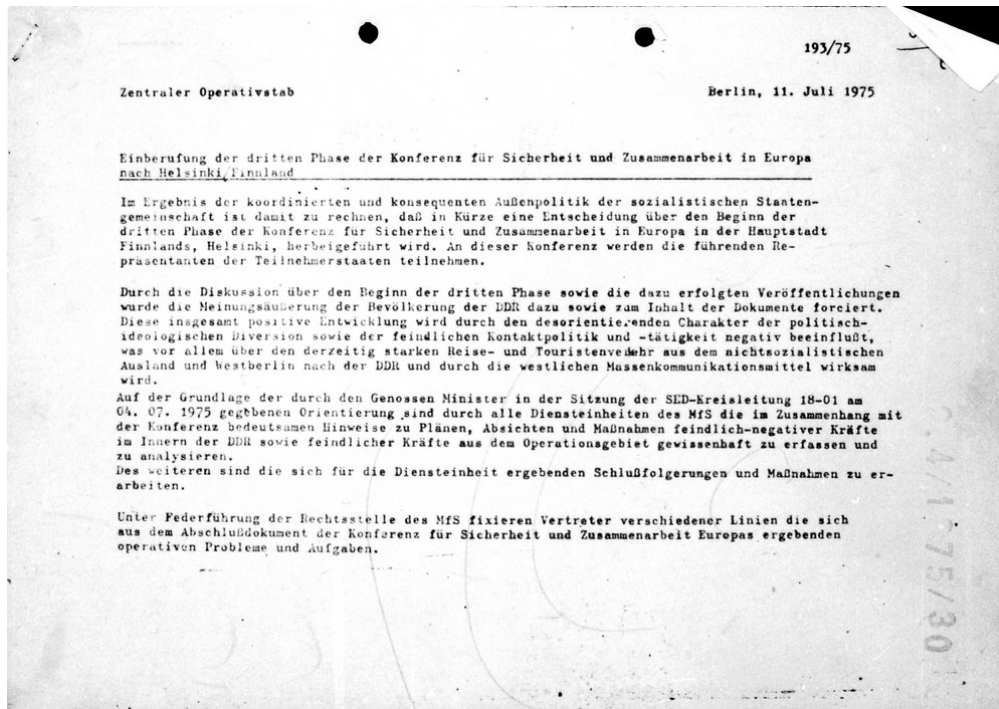 193/75
Zentraler Operativstab
Berlin, 11. Juli 1975
Einberufung der dritten Phase der Konferenz für Sicherheit und Zusammenarbeit in Europa
nach Helsinki/Finnland
Im Ergebnis der koordinierten und konsequenten Außenpolitik der sozialistischen Staaten-
gemeinschaft ist damit zu rechnen, daß in Kürze eine Entscheidung über den Beginn der
dritten Phase der Konferenz für Sicherheit und Zusammenarbeit in Europa in der Hauptstadt
Finnlands, Helsinki, herbeigeführt wird. An dieser Konferenz werden die führenden Re-
präsentanten der Teilnehmerstaaten teilnehmen.
Durch die Diskussion über den Beginn der dritten Phase sowie die dazu erfolgten Veröffentlichungen
wurde die Meinungsäußerung der Bevölkerung der DDR dazu sowie zum Inhalt der Dokumente forciert.
Diese insgesamt positive Entwicklung wird durch den desorientierenden Charakter der politisch-
ideologischen Diversion sowie der feindlichen Kontaktpolitik und -tätigkeit negativ beeinflußt,
was vor allem über den derzeitig starken Reise- und Touristenverkehr aus dem nichtsozialistischen
Ausland und Westberlin nach der DDR und durch die westlichen Massenkommunikationsmittel wirksam
wird.
Auf der Grundlage der durch den Genossen Minister in der Sitzung der SED-Kreisleitung 18-01 am
04. 07. 1975 gegebenen Orientierung sind durch alle Diensteinheiten des MfS die im Zusammenhang mit
der Konferenz bedeutsamen Hinweise zu Plänen, Absichten und Maßnahmen feindlich-negativer Kräfte
im Innern der DDR sowie feindlicher Kräfte aus dem Operationsgebiet gewissenhaft zu erfassen und
zu analysieren.
Des weiteren sind die sich für die Diensteinheit ergebenden Schlußfolgerungen und Maßnahmen zu er-
arbeiten.
Unter Federführung der Rechtsstelle des MfS fixieren Vertreter verschiedener Linien die sich
aus dem Abschlußdokument der Konferenz für Sicherheit und Zusammenarbeit Europas ergebenden
operativen Probleme und Aufgaben.